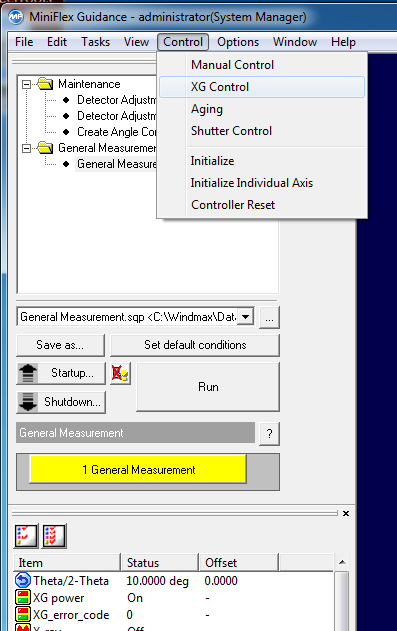 MiniFlex Guidance - administrator(System Manager)
File Edit Tasks View Control Options Window Help
Manual Control
XG Control
Aging
Shutter Control
Initialize
Initialize Individual Axis
Controller Reset
Maintenance
Detector Adjustm
Detector Adjustm
Create Angle Cor
General Measuremen
General Measurem
General Measurement.sqp <C:\Windmax\Dat ...
Save as... Set default conditions
Startup... Run
Shutdown...
General Measurement ?
1 General Measurement
Item Status Offset
Theta/2-Theta 10.0000 deg 0.0000
XG power On -
XG_error_code 0 -
X-ray Off -